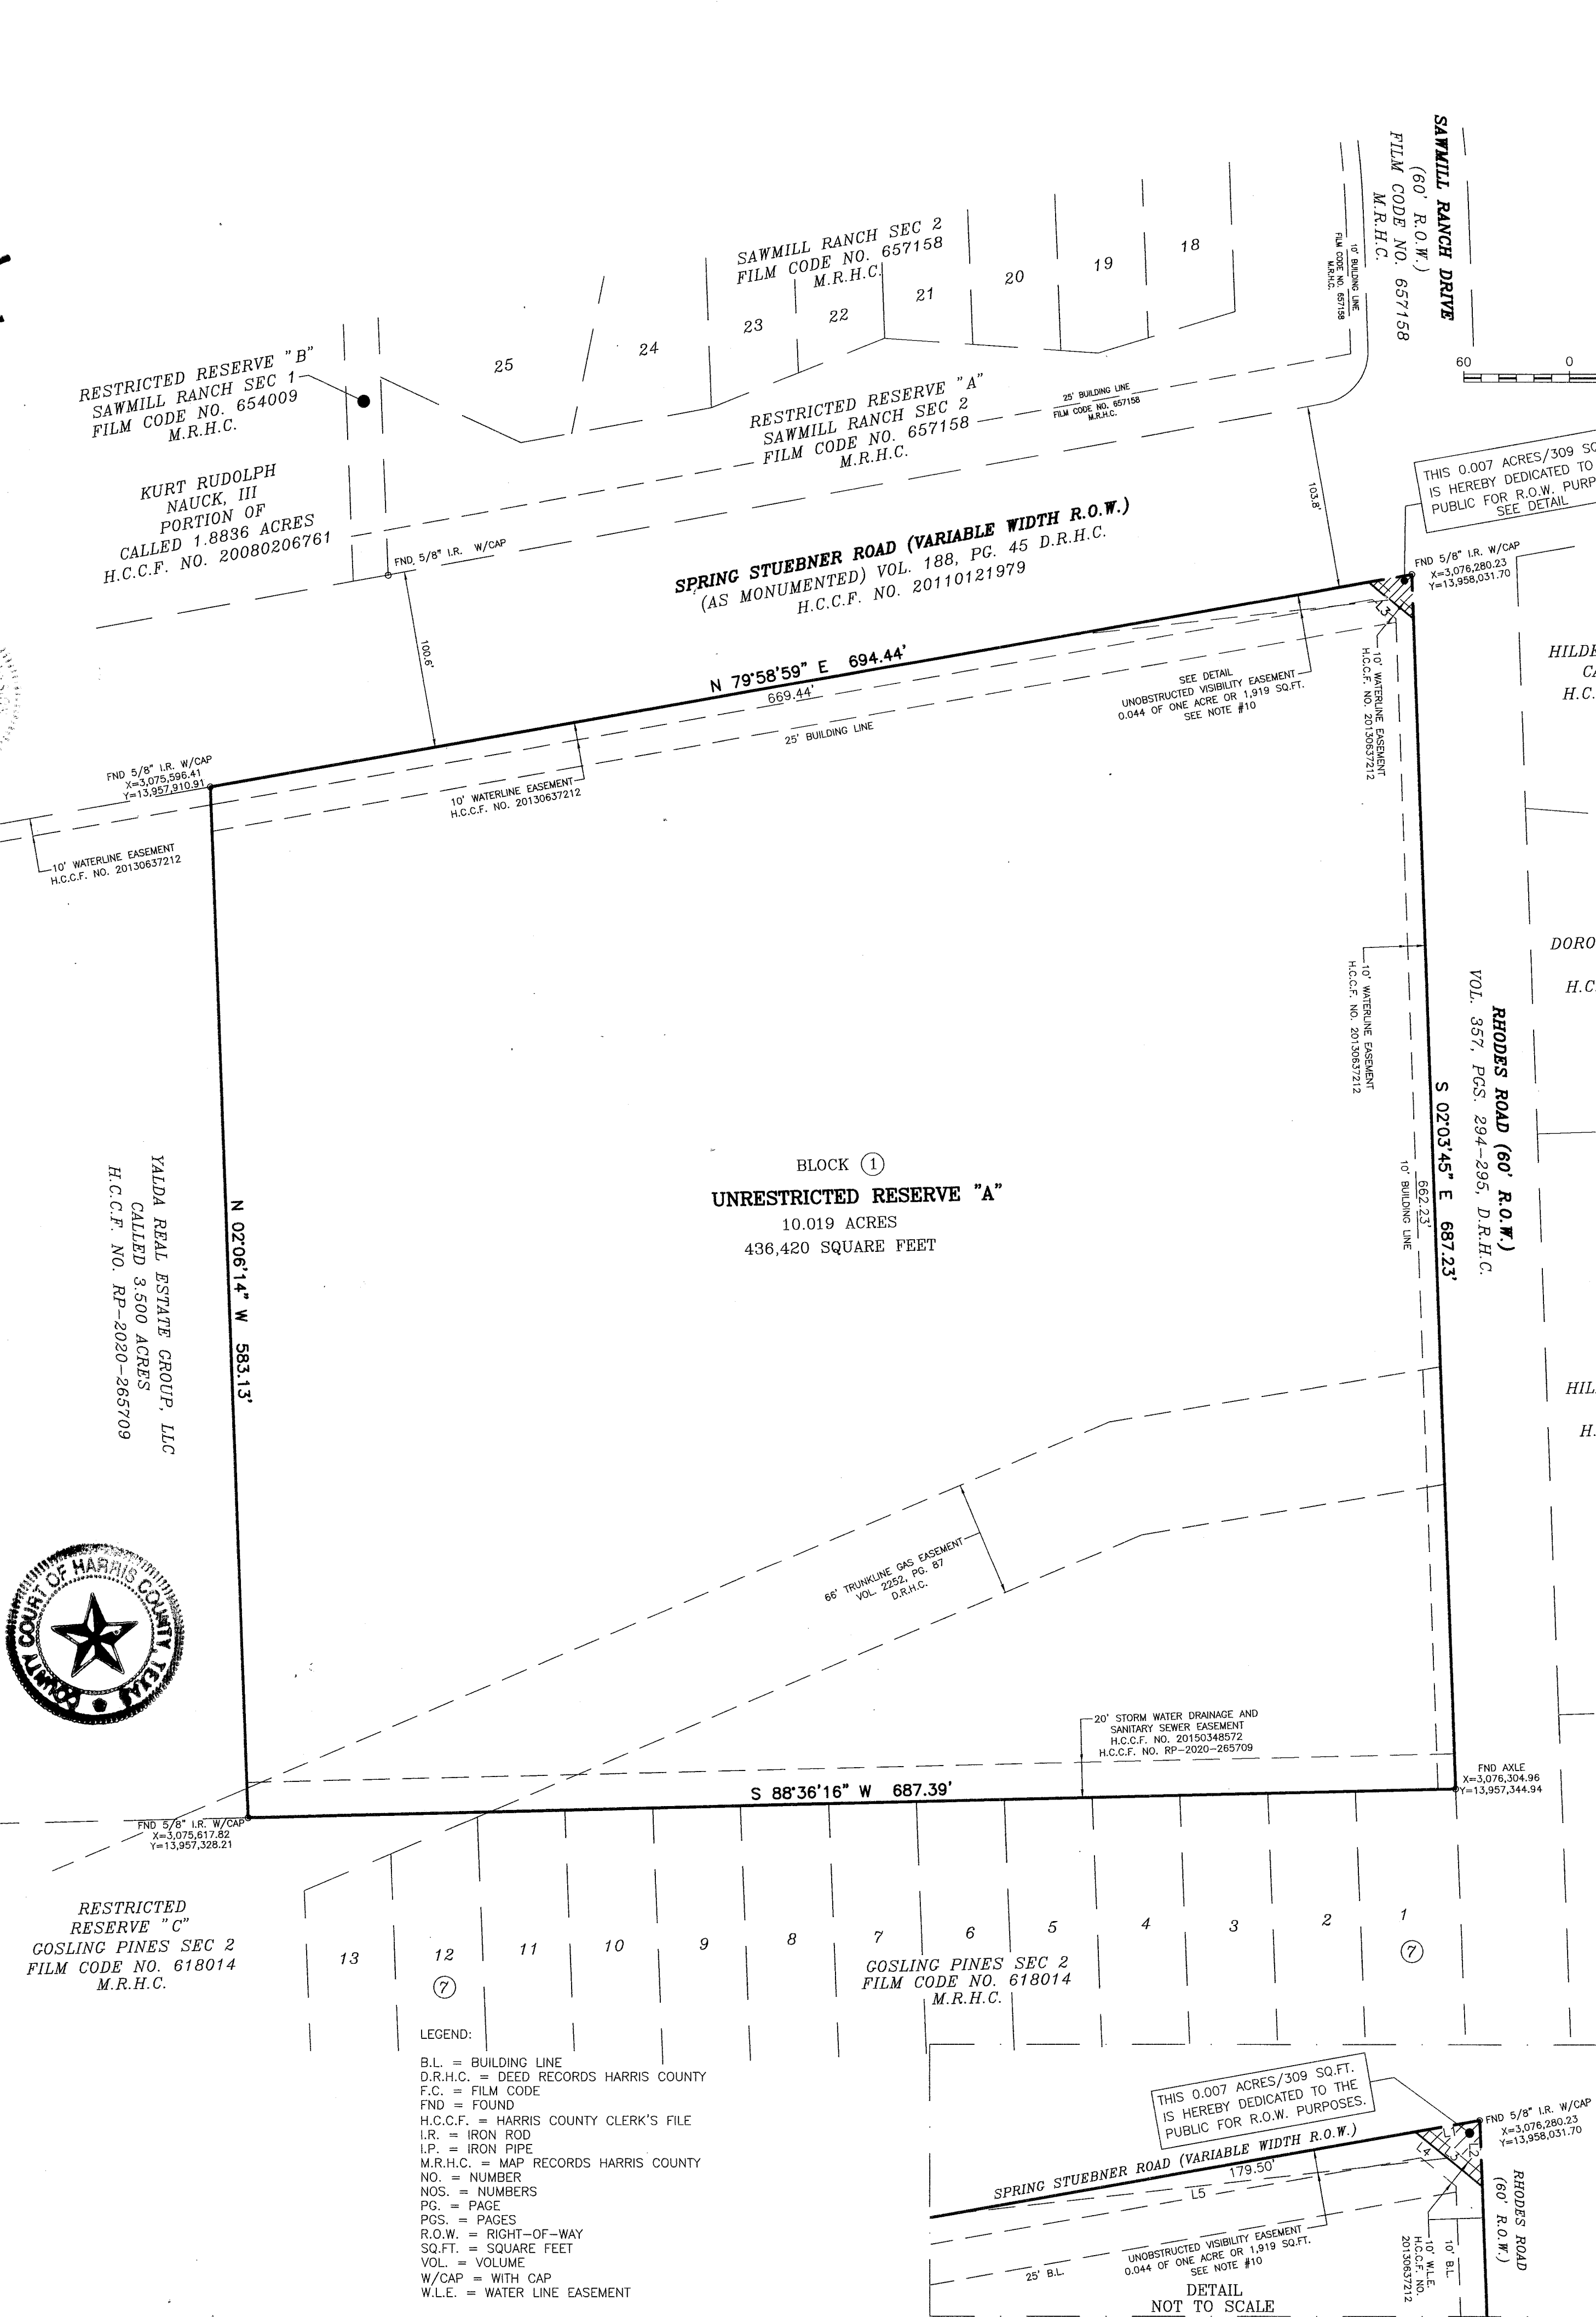 SAWMILL RANCH DRIVE
(60' R.O.W.)
FILM CODE NO. 657158
M.R.H.C.
10' BUILDING LINE
FILM CODE NO. 657158
M.R.H.C.
SAWMILL RANCH SEC 2
FILM CODE NO. 657158
M.R.H.C.
18
19
20
21
22
23
24
25
60 0
RESTRICTED RESERVE "B"
SAWMILL RANCH SEC 1
FILM CODE NO. 654009
M.R.H.C.
RESTRICTED RESERVE "A"
SAWMILL RANCH SEC 2
FILM CODE NO. 657158
M.R.H.C.
25' BUILDING LINE
FILM CODE NO. 657158
M.R.H.C.
KURT RUDOLPH
NAUCK, III
PORTION OF
CALLED 1.8836 ACRES
H.C.C.F. NO. 20080206761
FND. 5/8" I.R. W/CAP
103.8'
THIS 0.007 ACRES/309 SQ
IS HEREBY DEDICATED TO
PUBLIC FOR R.O.W. PURP
SEE DETAIL
SPRING STUEBNER ROAD (VARIABLE WIDTH R.O.W.)
(AS MONUMENTED) VOL. 188, PG. 45 D.R.H.C.
H.C.C.F. NO. 20110121979
FND 5/8" I.R. W/CAP
X=3,076,280.23
Y=13,958,031.70
100.6'
L3
N 79°58'59" E 694.44'
669.44'
25' BUILDING LINE
SEE DETAIL
UNOBSTRUCTED VISIBILITY EASEMENT
0.044 OF ONE ACRE OR 1,919 SQ.FT.
SEE NOTE #10
10' WATERLINE EASEMENT
H.C.C.F. NO. 20130637212
HILDE
CA
H.C.
FND 5/8" I.R. W/CAP
X=3,075,596.41
Y=13,957,910.91
10' WATERLINE EASEMENT
H.C.C.F. NO. 20130637212
10' WATERLINE EASEMENT
H.C.C.F. NO. 20130637212
DORO
H.C
10' WATERLINE EASEMENT
H.C.C.F. NO. 20130637212
RHODES ROAD (60' R.O.W.)
VOL. 357, PGS. 294-295, D.R.H.C.
S 02°03'45" E 687.23'
662.23'
10' BUILDING LINE
BLOCK 1
UNRESTRICTED RESERVE "A"
10.019 ACRES
436,420 SQUARE FEET
N 02°06'14" W 583.13'
YALDA REAL ESTATE GROUP, LLC
CALLED 3.500 ACRES
H.C.C.F. NO. RP-2020-265709
HIL
H.
66' TRUNKLINE GAS EASEMENT
VOL. 2252, PG. 87
D.R.H.C.
COUNTY COURT OF HARRIS COUNTY, TEXAS
20' STORM WATER DRAINAGE AND
SANITARY SEWER EASEMENT
H.C.C.F. NO. 20150348572
H.C.C.F. NO. RP-2020-265709
S 88°36'16" W 687.39'
FND AXLE
X=3,076,304.96
Y=13,957,344.94
FND 5/8" I.R. W/CAP
X=3,075,617.82
Y=13,957,328.21
RESTRICTED
RESERVE "C"
GOSLING PINES SEC 2
FILM CODE NO. 618014
M.R.H.C.
13
12
7
11
10
9
8
7
6
5
4
3
2
1
7
GOSLING PINES SEC 2
FILM CODE NO. 618014
M.R.H.C.
LEGEND:
B.L. = BUILDING LINE
D.R.H.C. = DEED RECORDS HARRIS COUNTY
F.C. = FILM CODE
FND = FOUND
H.C.C.F. = HARRIS COUNTY CLERK'S FILE
I.R. = IRON ROD
I.P. = IRON PIPE
M.R.H.C. = MAP RECORDS HARRIS COUNTY
NO. = NUMBER
NOS. = NUMBERS
PG. = PAGE
PGS. = PAGES
R.O.W. = RIGHT-OF-WAY
SQ.FT. = SQUARE FEET
VOL. = VOLUME
W/CAP = WITH CAP
W.L.E. = WATER LINE EASEMENT
THIS 0.007 ACRES/309 SQ.FT.
IS HEREBY DEDICATED TO THE
PUBLIC FOR R.O.W. PURPOSES.
FND 5/8" I.R. W/CAP
X=3,076,280.23
Y=13,958,031.70
SPRING STUEBNER ROAD (VARIABLE WIDTH R.O.W.)
179.50'
L5
L1
L2
L3
L4
UNOBSTRUCTED VISIBILITY EASEMENT
0.044 OF ONE ACRE OR 1,919 SQ.FT.
SEE NOTE #10
25' B.L.
10' W.L.E.
H.C.C.F. NO.
20130637212
10' B.L.
RHODES ROAD
(60' R.O.W.)
DETAIL
NOT TO SCALE